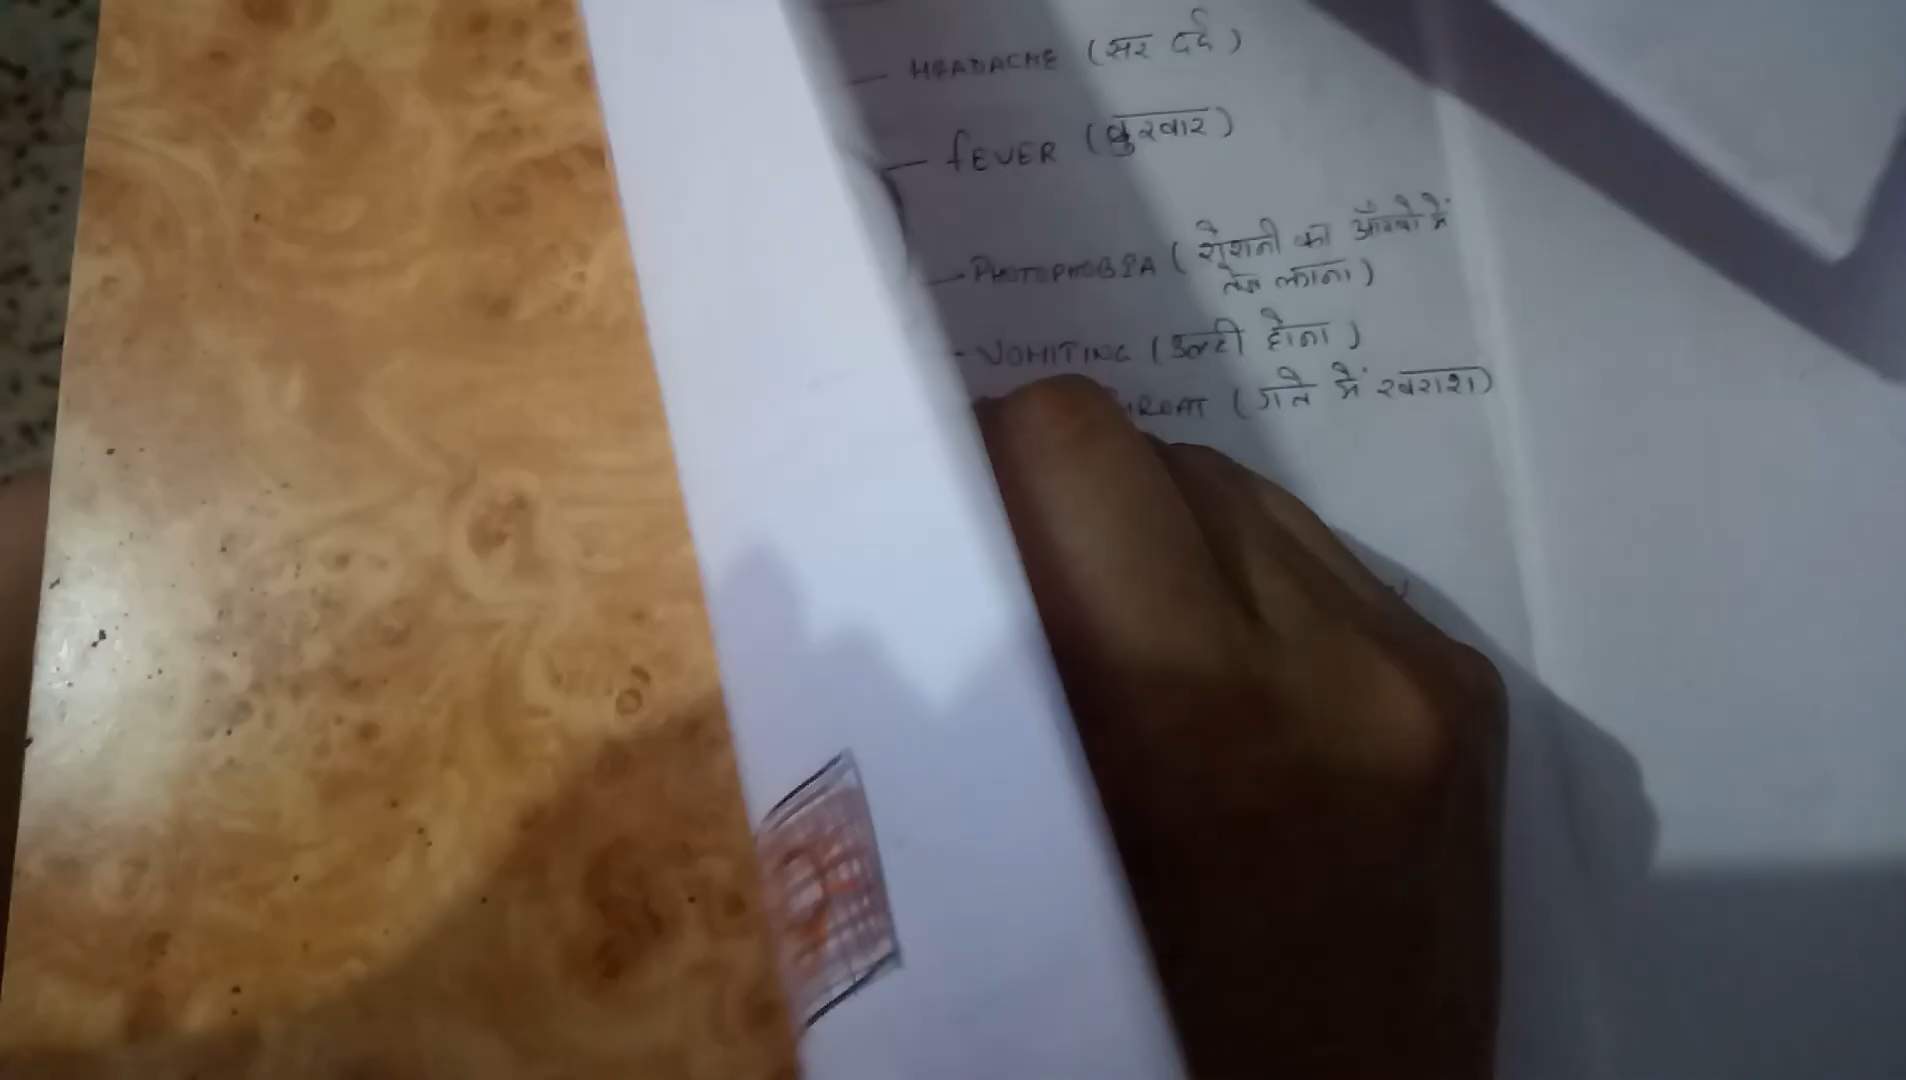 — HEADACHE (सर दर्द)
— fEVER (बुखार)
— PHOTOPHOBIA (रोशनी का आँखो में
तेज लगना)
- VOMITING (उल्टी होना)
(गले में खराश)